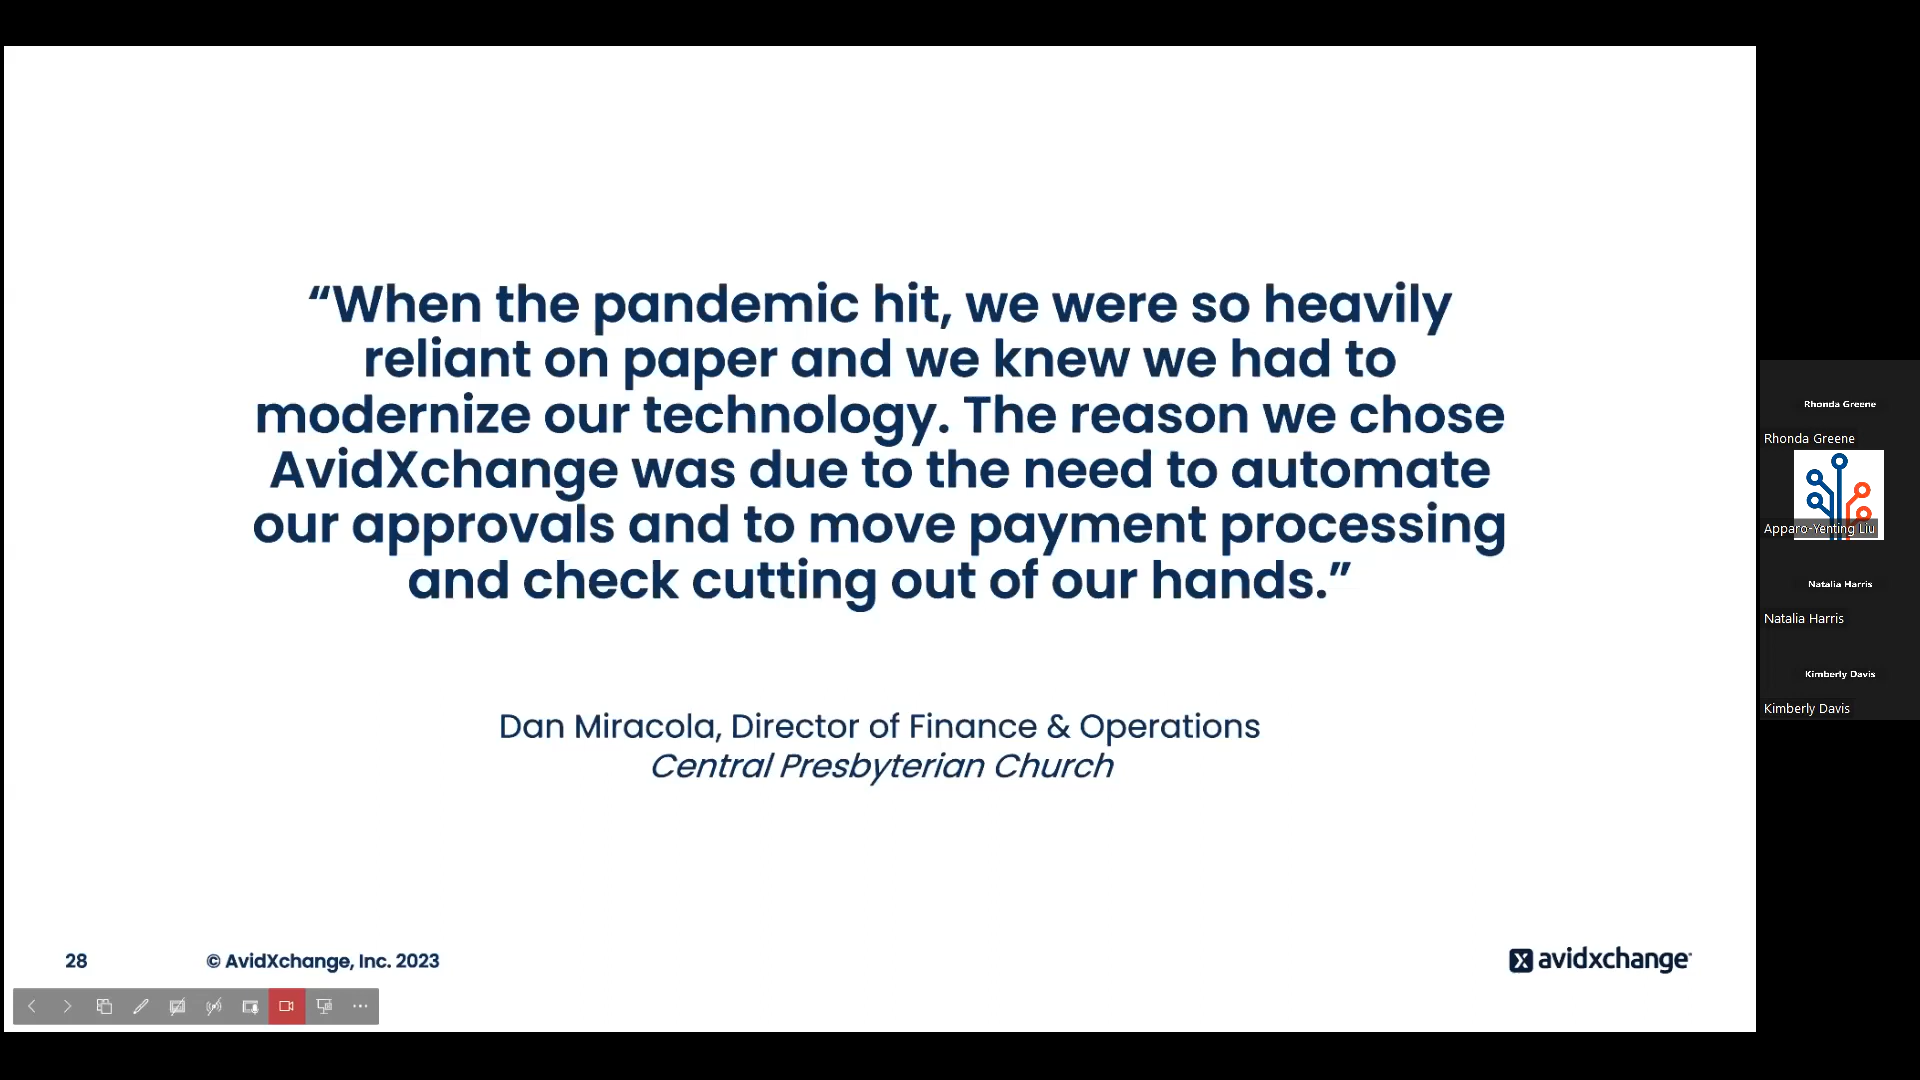 “When the pandemic hit, we were so heavily
reliant on paper and we knew we had to
modernize our technology. The reason we chose
AvidXchange was due to the need to automate
our approvals and to move payment processing
and check cutting out of our hands.”
Dan Miracola, Director of Finance & Operations
Central Presbyterian Church
28
© AvidXchange, Inc. 2023
avidxchange
Rhonda Greene
Rhonda Greene
Apparo-Yenting Liu
Natalia Harris
Natalia Harris
Kimberly Davis
Kimberly Davis